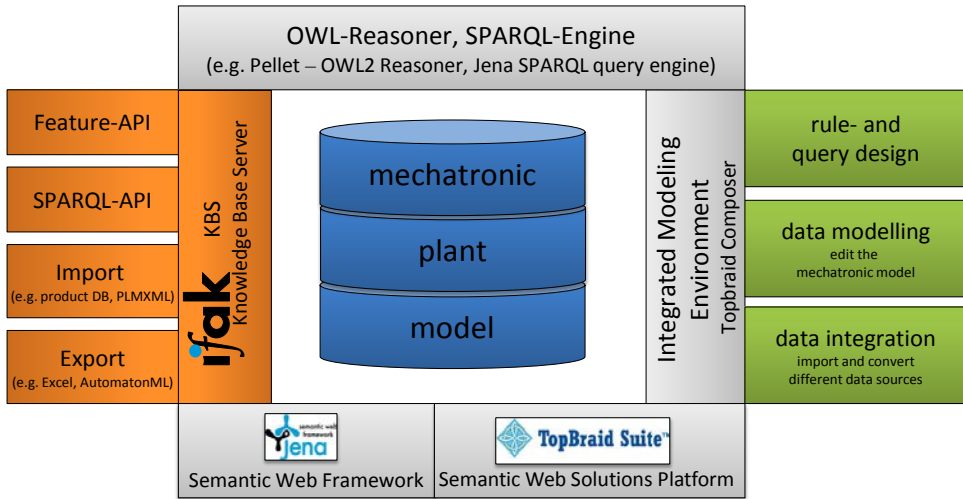 OWL-Reasoner, SPARQL-Engine
(e.g. Pellet – OWL2 Reasoner, Jena SPARQL query engine)
Feature-API
SPARQL-API
Import
(e.g. product DB, PLMXML)
Export
(e.g. Excel, AutomatonML)
KBS
Knowledge Base Server
ifak
mechatronic
plant
model
Integrated Modeling
Environment
Topbraid Composer
rule- and
query design
data modelling
edit the
mechatronic model
data integration
import and convert
different data sources
semantic web
framework
jena
Semantic Web Framework
TopBraid Suite™
Semantic Web Solutions Platform